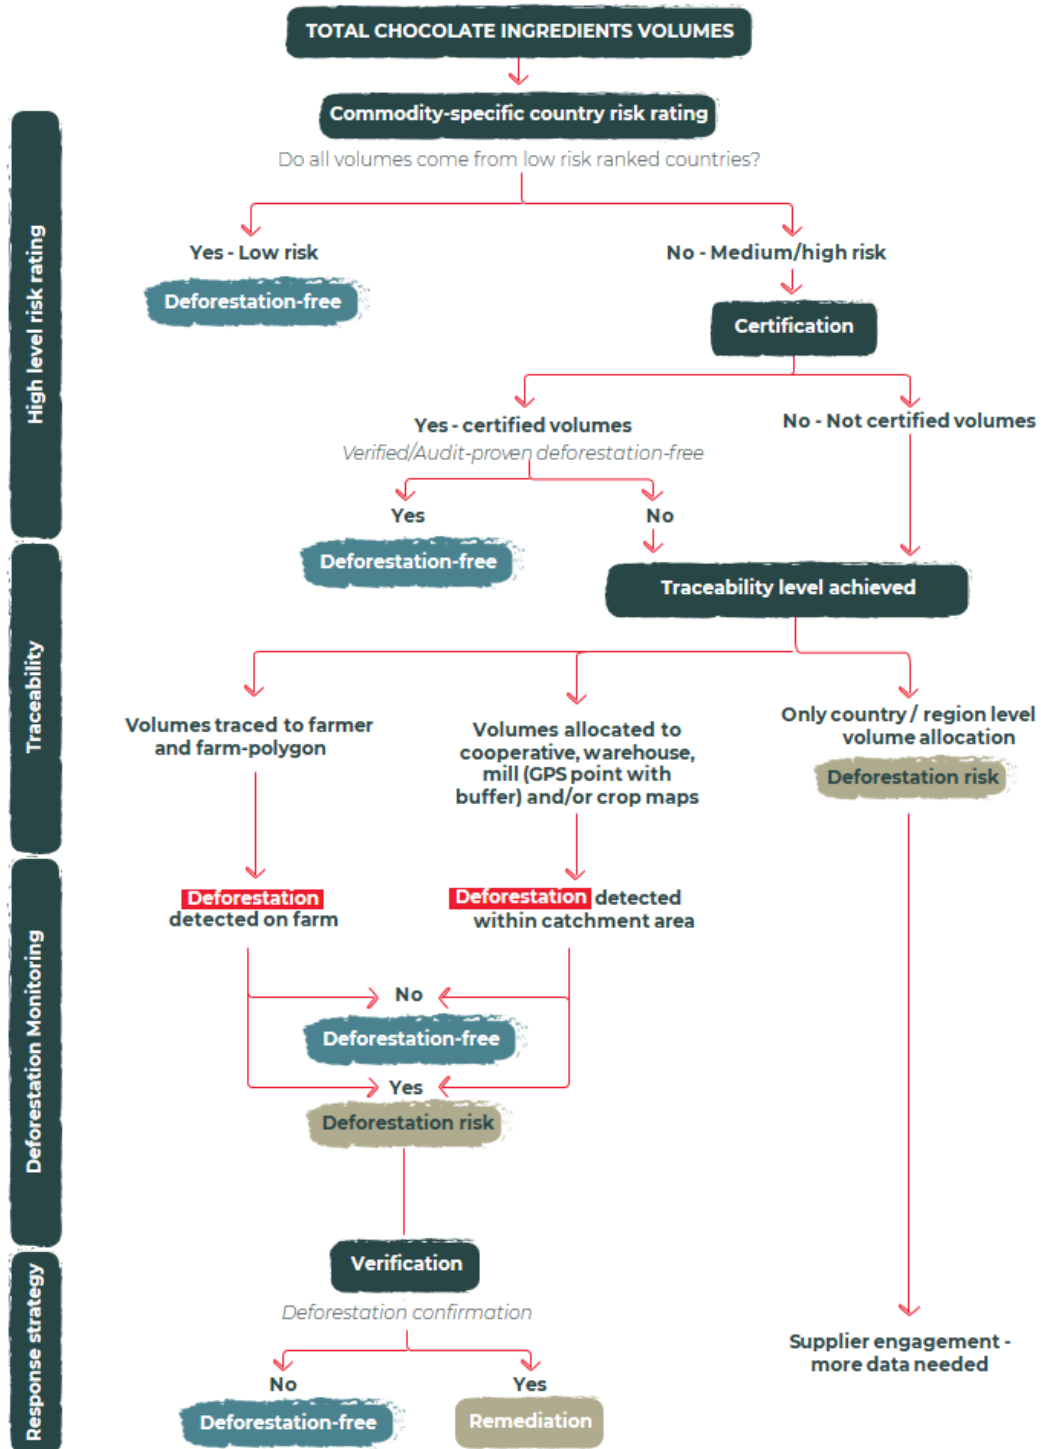 TOTAL CHOCOLATE INGREDIENTS VOLUMES
Commodity-specific country risk rating
Do all volumes come from low risk ranked countries?
High level risk rating
Yes - Low risk
No - Medium/high risk
Deforestation-free
Certification
Yes - certified volumes
No - Not certified volumes
Verified/Audit-proven deforestation-free
Yes
No
Deforestation-free
Traceability level achieved
Traceability
Volumes traced to farmer
and farm-polygon
Volumes allocated to
cooperative, warehouse,
mill (GPS point with
buffer) and/or crop maps
Only country / region level
volume allocation
Deforestation risk
Deforestation Monitoring
Deforestation
detected on farm
Deforestation detected
within catchment area
No
Deforestation-free
Yes
Deforestation risk
Response strategy
Verification
Deforestation confirmation
No
Yes
Deforestation-free
Remediation
Supplier engagement -
more data needed